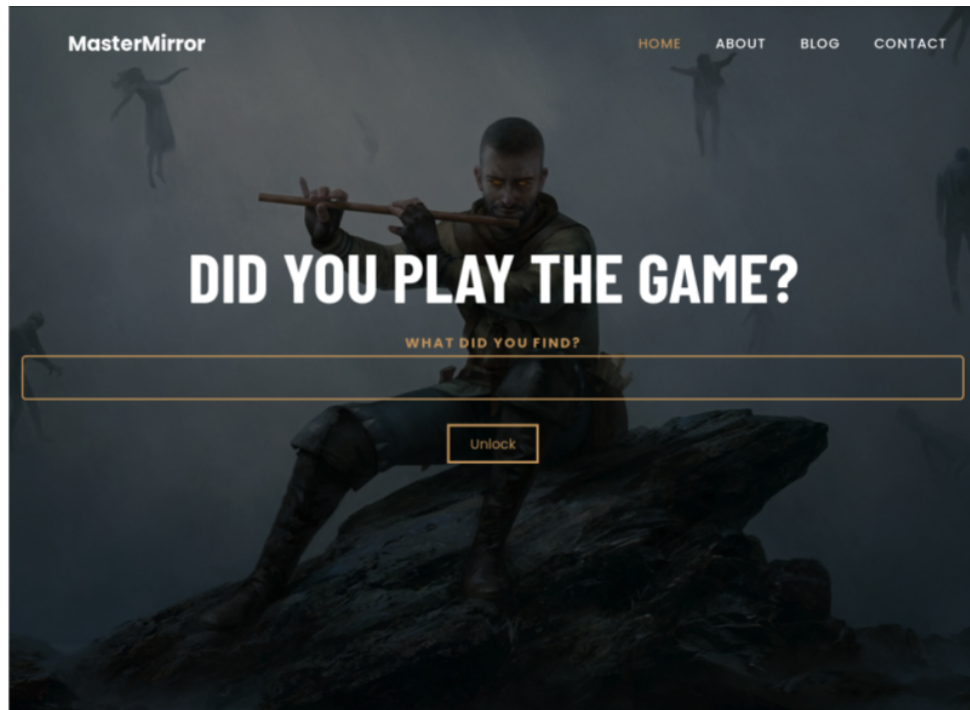 MasterMirror
HOME ABOUT BLOG CONTACT
DID YOU PLAY THE GAME?
WHAT DID YOU FIND?
Unlock